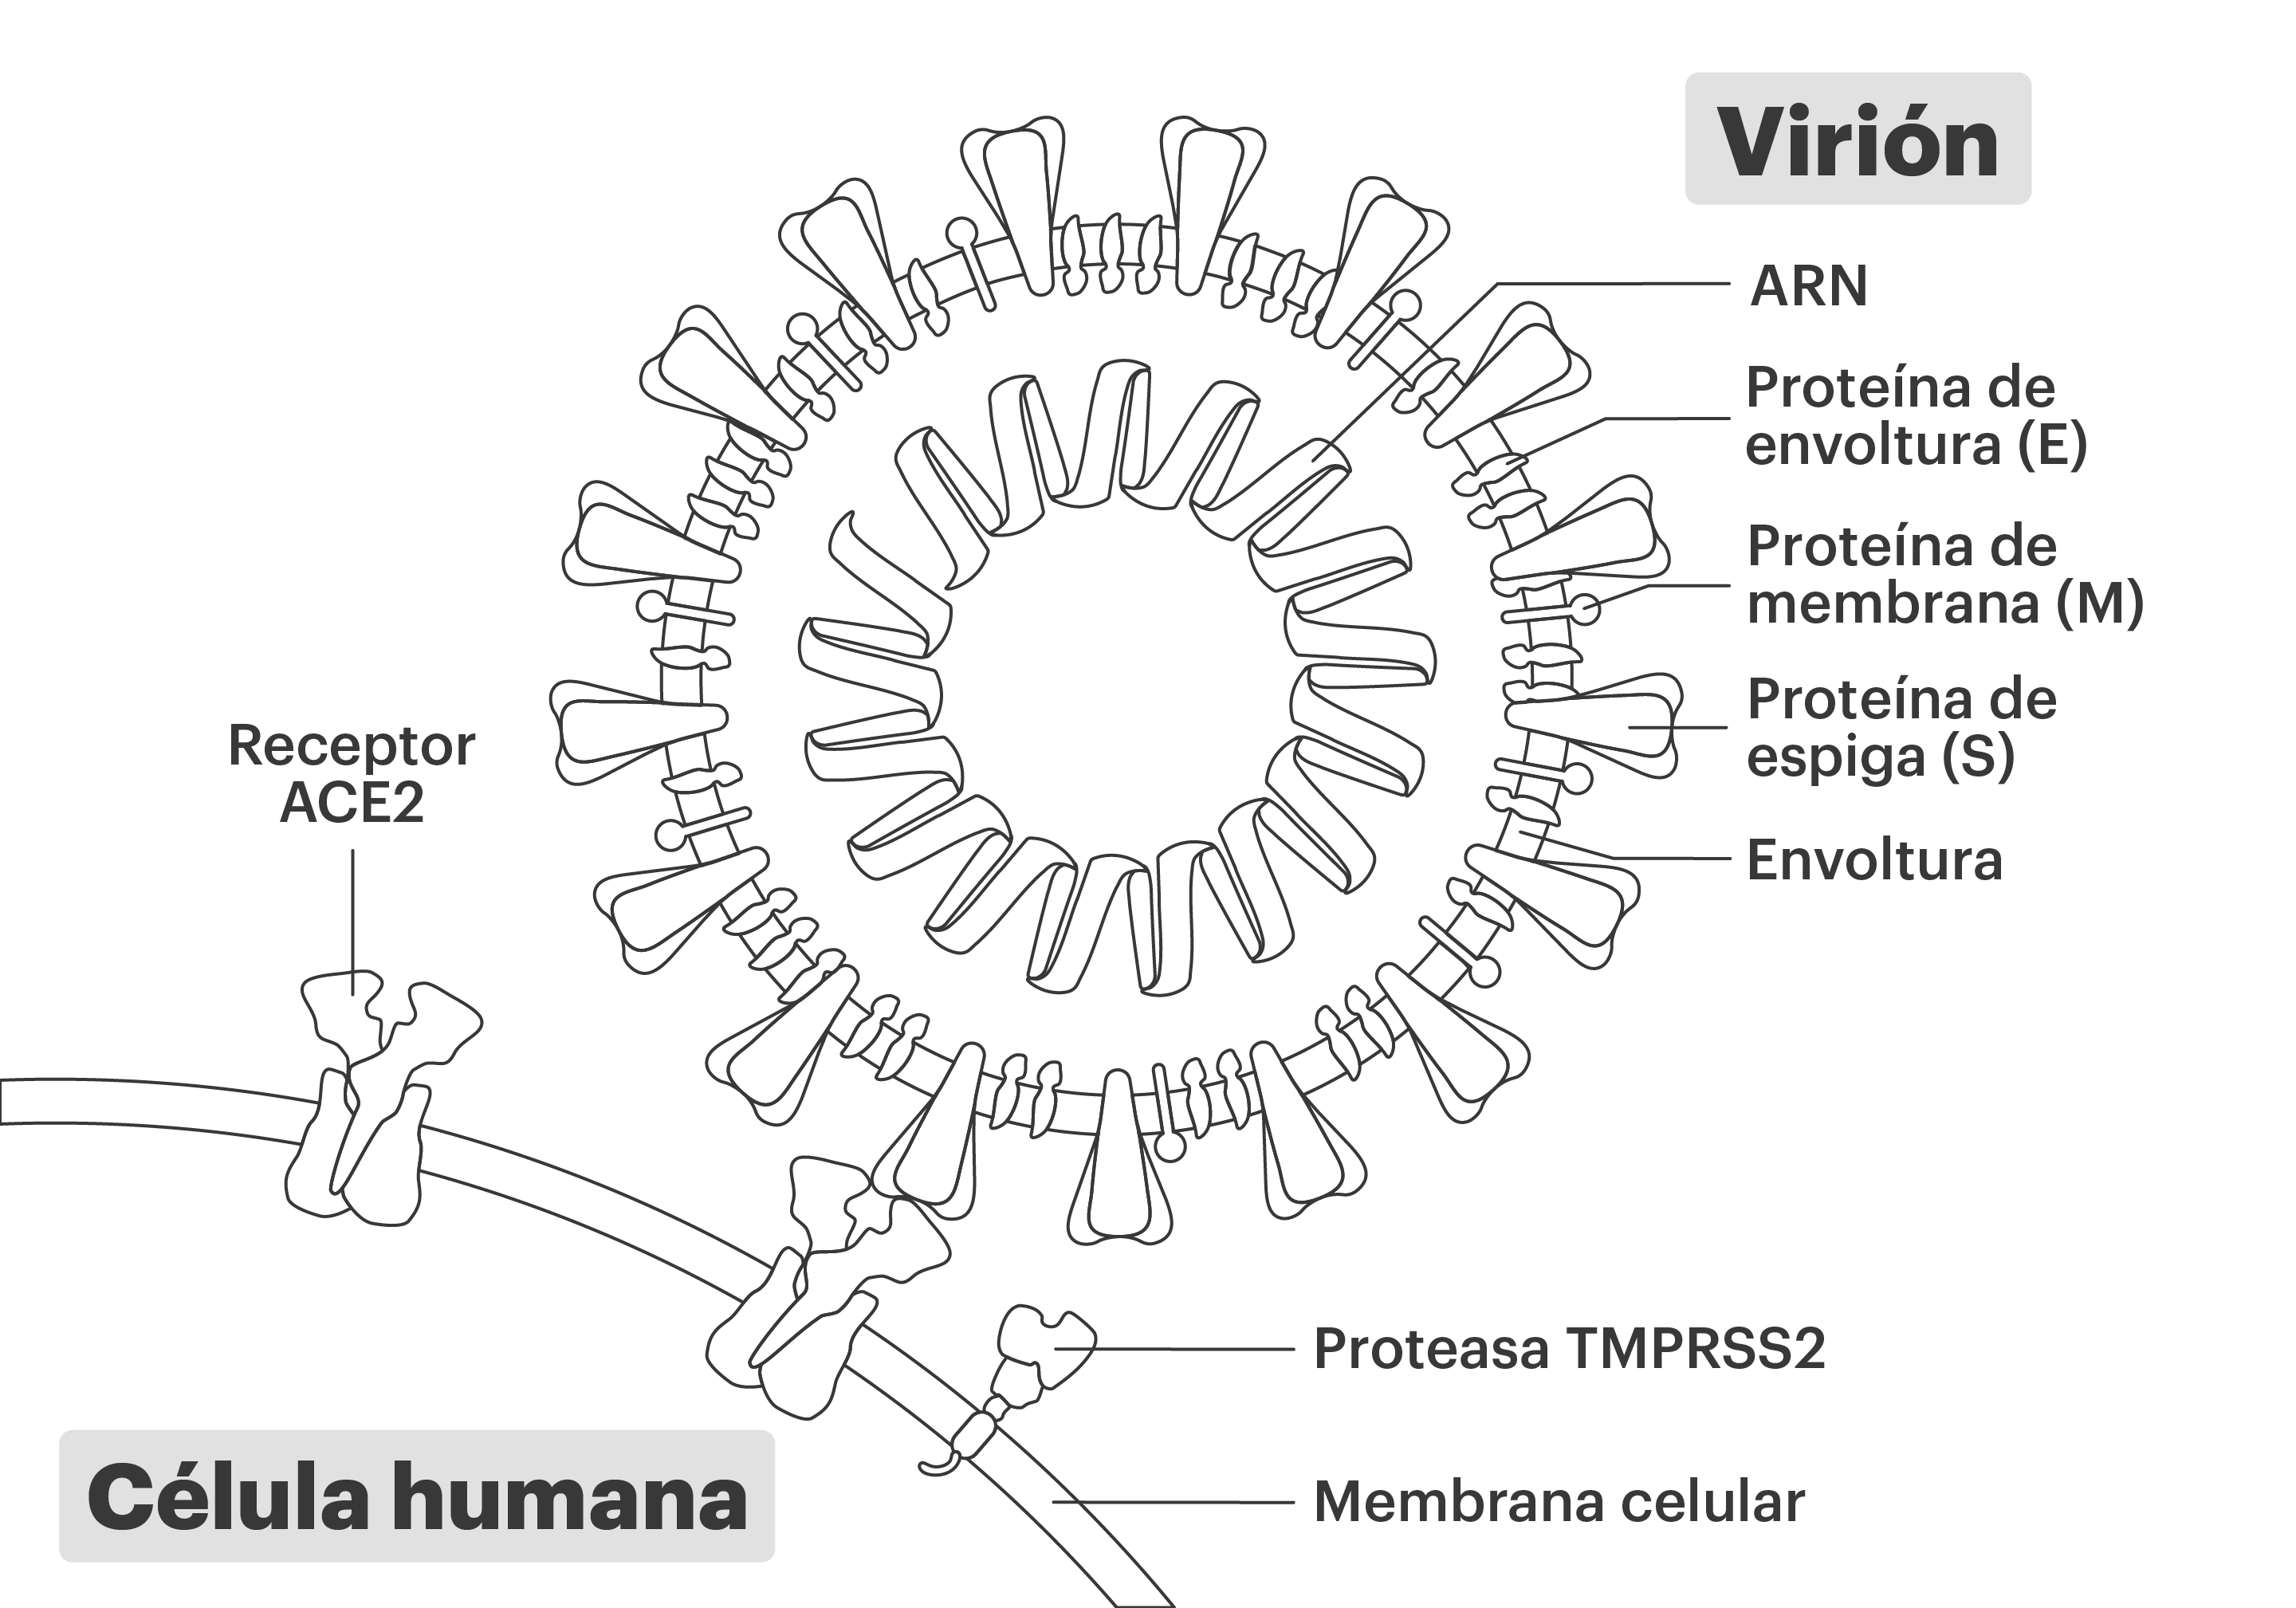 Virión
ARN
Proteína de
envoltura (E)
Proteína de
membrana (M)
Proteína de
espiga (S)
Envoltura
Receptor
ACE2
Proteasa TMPRSS2
Membrana celular
Célula humana